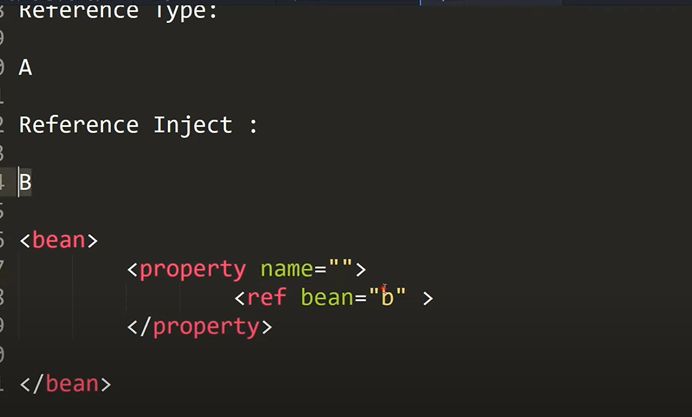 Reference Type:
A
Reference Inject :
B
<bean>
<property name="">
<ref bean="b" >
</property>
</bean>